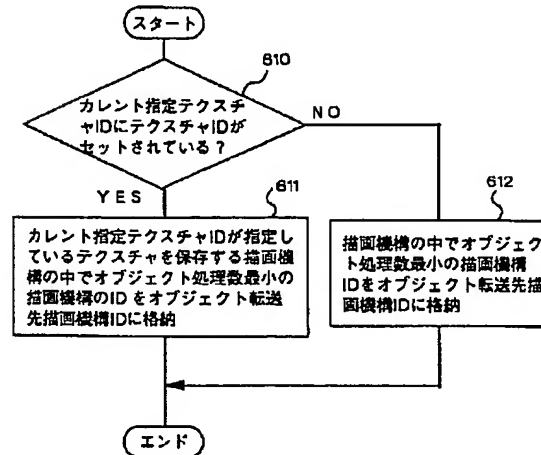 スタート
610
カレント指定テクスチ
ャIDにテクスチャIDが
セットされている？
NO
YES
611
カレント指定テクスチャIDが指定し
ているテクスチャを保存する描画機
構の中でオブジェクト処理数最小の
描画機構のID をオブジェクト転送
先描画機構IDに格納
612
描画機構の中でオブジェク
ト処理数最小の描画機構
IDをオブジェクト転送先描
画機構IDに格納
エンド